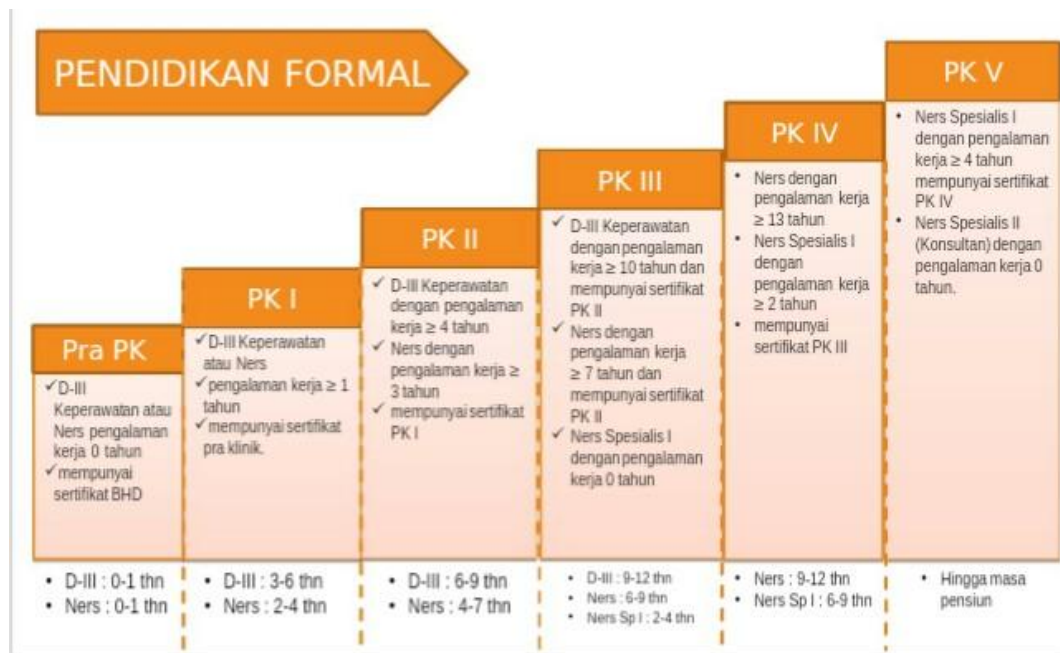 PENDIDIKAN FORMAL
Pra PK
✓D-III
Keperawatan atau
Ners pengalaman
kerja 0 tahun
✓mempunyai
sertifikat BHD
• D-III : 0-1 thn
• Ners : 0-1 thn
PK I
✓D-III Keperawatan
atau Ners
✓pengalaman kerja ≥ 1
tahun
✓mempunyai sertifikat
pra klinik.
• D-III : 3-6 thn
• Ners : 2-4 thn
PK II
✓ D-III Keperawatan
dengan pengalaman
kerja ≥ 4 tahun
✓ Ners dengan
pengalaman kerja ≥
3 tahun
✓ mempunyai sertifikat
PK I
• D-III : 6-9 thn
• Ners : 4-7 thn
PK III
✓ D-III Keperawatan
dengan pengalaman
kerja ≥ 10 tahun dan
mempunyai sertifikat
PK II
✓ Ners dengan
pengalaman kerja
≥ 7 tahun dan
mempunyai sertifikat
PK II
✓ Ners Spesialis I
dengan pengalaman
kerja 0 tahun
• D-III : 9-12 thn
• Ners : 6-9 thn
• Ners Sp I : 2-4 thn
PK IV
• Ners dengan
pengalaman kerja
≥ 13 tahun
• Ners Spesialis I
dengan
pengalaman kerja
≥ 2 tahun
• mempunyai
sertifikat PK III
• Ners : 9-12 thn
• Ners Sp I : 6-9 thn
PK V
• Ners Spesialis I
dengan pengalaman
kerja ≥ 4 tahun
mempunyai sertifikat
PK IV
• Ners Spesialis II
(Konsultan) dengan
pengalaman kerja 0
tahun.
• Hingga masa
pensiun